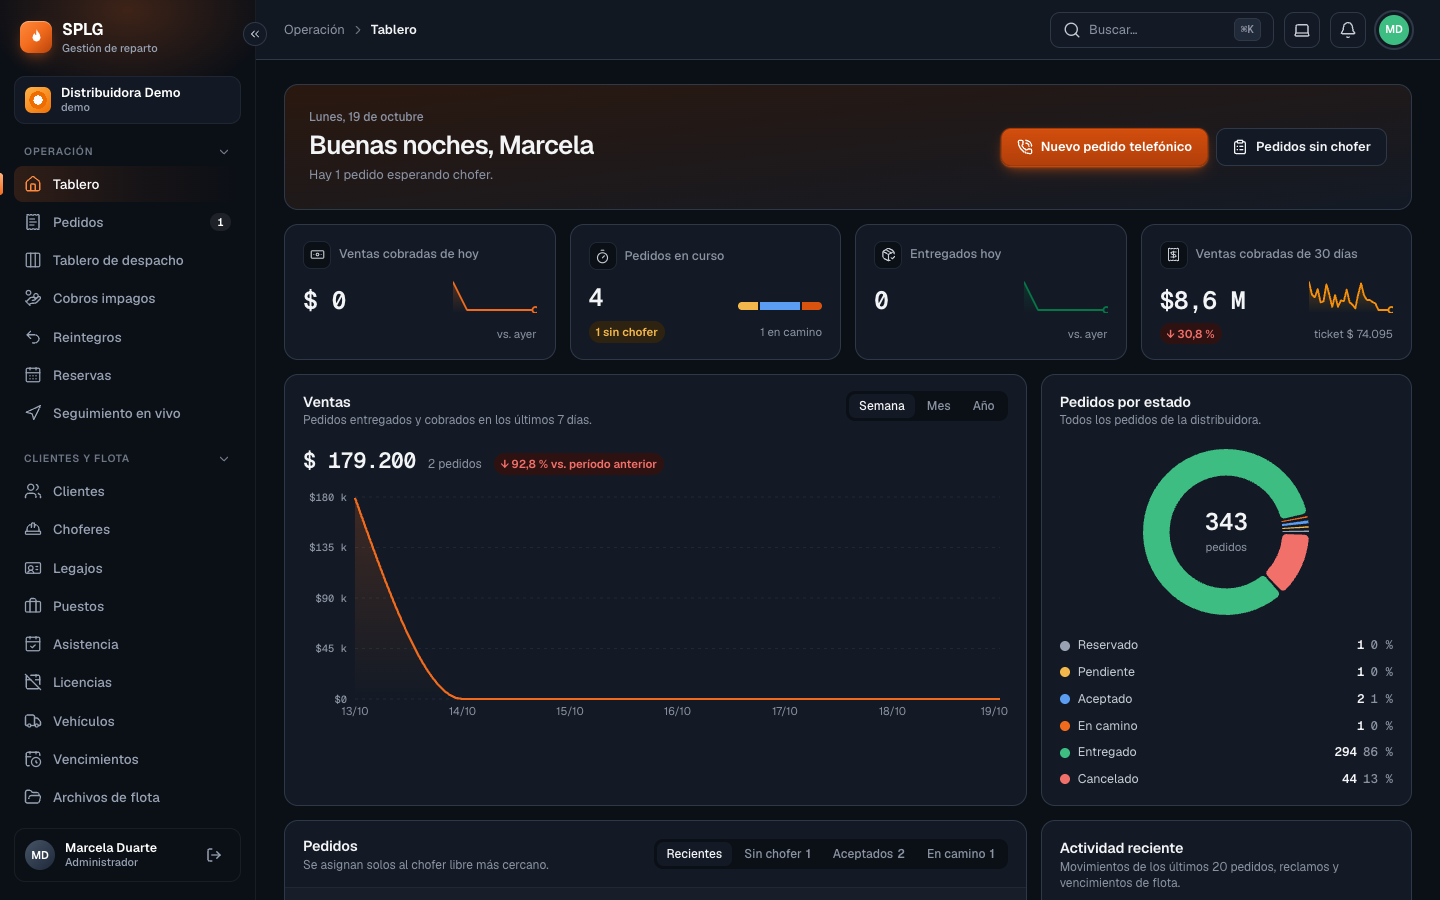 SPLG
Gestión de reparto
Distribuidora Demo
demo
OPERACIÓN
Tablero
Pedidos 1
Tablero de despacho
Cobros impagos
Reintegros
Reservas
Seguimiento en vivo
CLIENTES Y FLOTA
Clientes
Choferes
Legajos
Puestos
Asistencia
Licencias
Vehículos
Vencimientos
Archivos de flota
MD
Marcela Duarte
Administrador
Operación
Tablero
Buscar...
⌘K
MD
Lunes, 19 de octubre
Buenas noches, Marcela
Hay 1 pedido esperando chofer.
Nuevo pedido telefónico
Pedidos sin chofer
Ventas cobradas de hoy
$ 0
vs. ayer
Pedidos en curso
4
1 sin chofer
1 en camino
Entregados hoy
0
vs. ayer
Ventas cobradas de 30 días
$8,6 M
↓ 30,8 %
ticket $ 74.095
Ventas
Pedidos entregados y cobrados en los últimos 7 días.
Semana Mes Año
$ 179.200 2 pedidos ↓ 92,8 % vs. período anterior
$180 k
$135 k
$90 k
$45 k
$0
13/10 14/10 15/10 16/10 17/10 18/10 19/10
Pedidos por estado
Todos los pedidos de la distribuidora.
343
pedidos
Reservado 1 0 %
Pendiente 1 0 %
Aceptado 2 1 %
En camino 1 0 %
Entregado 294 86 %
Cancelado 44 13 %
Pedidos
Se asignan solos al chofer libre más cercano.
Recientes Sin chofer 1 Aceptados 2 En camino 1
Actividad reciente
Movimientos de los últimos 20 pedidos, reclamos y
vencimientos de flota.